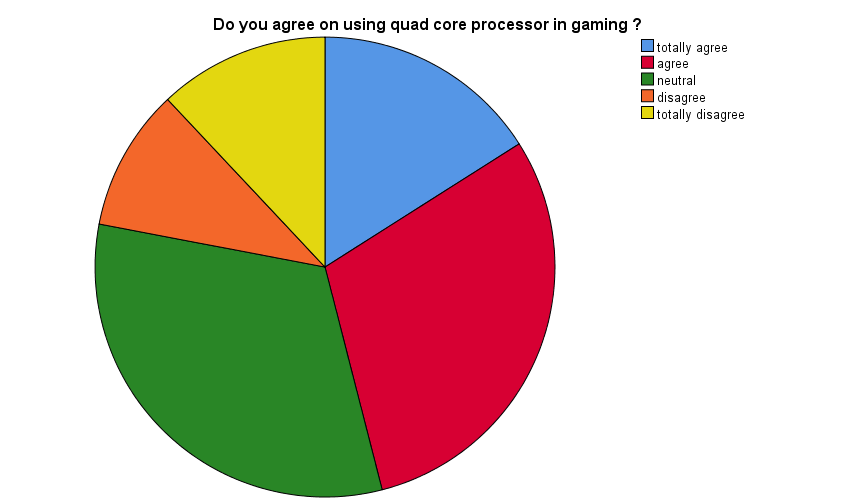 Do you agree on using quad core processor in gaming ?
totally agree
agree
neutral
disagree
totally disagree